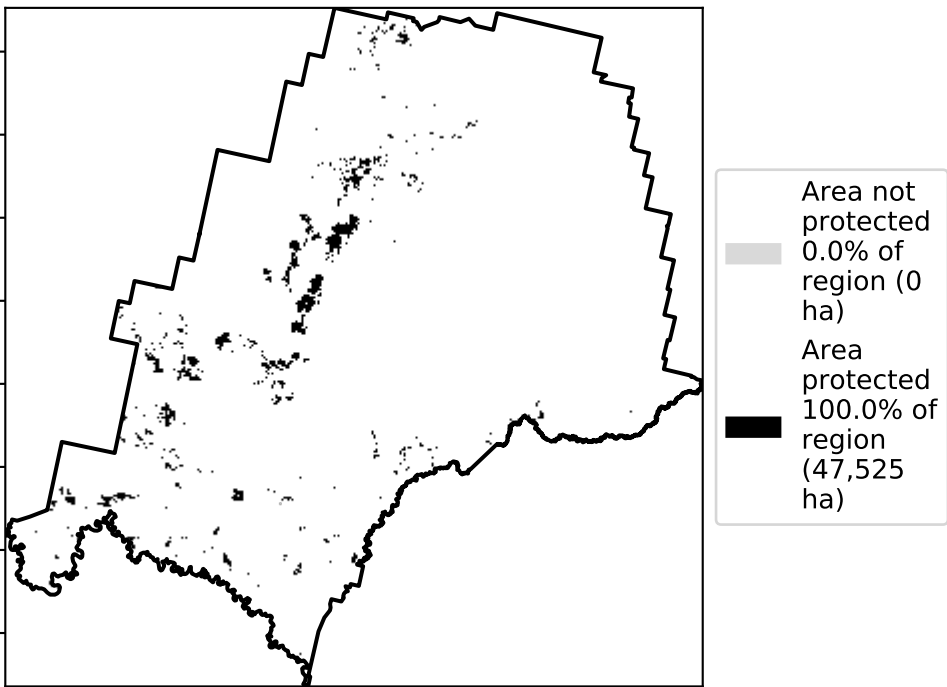 Area not
protected
0.0% of
region (0
ha)
Area
protected
100.0% of
region
(47,525
ha)